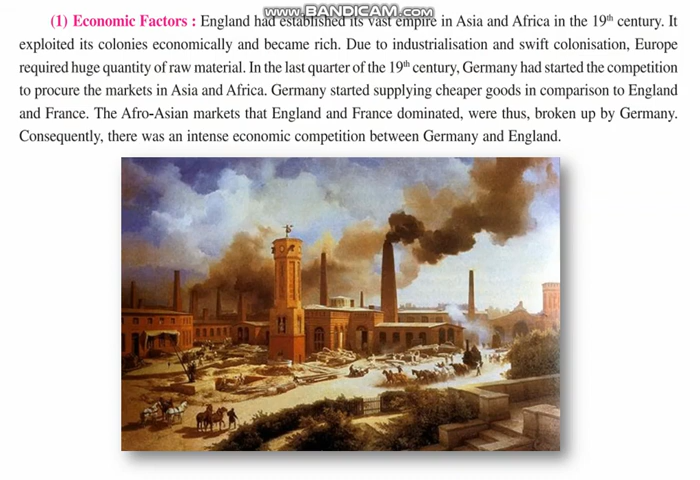 www.BANDICAM.com
(1) Economic Factors : England had established its vast empire in Asia and Africa in the 19th century. It
exploited its colonies economically and became rich. Due to industrialisation and swift colonisation, Europe
required huge quantity of raw material. In the last quarter of the 19th century, Germany had started the competition
to procure the markets in Asia and Africa. Germany started supplying cheaper goods in comparison to England
and France. The Afro-Asian markets that England and France dominated, were thus, broken up by Germany.
Consequently, there was an intense economic competition between Germany and England.